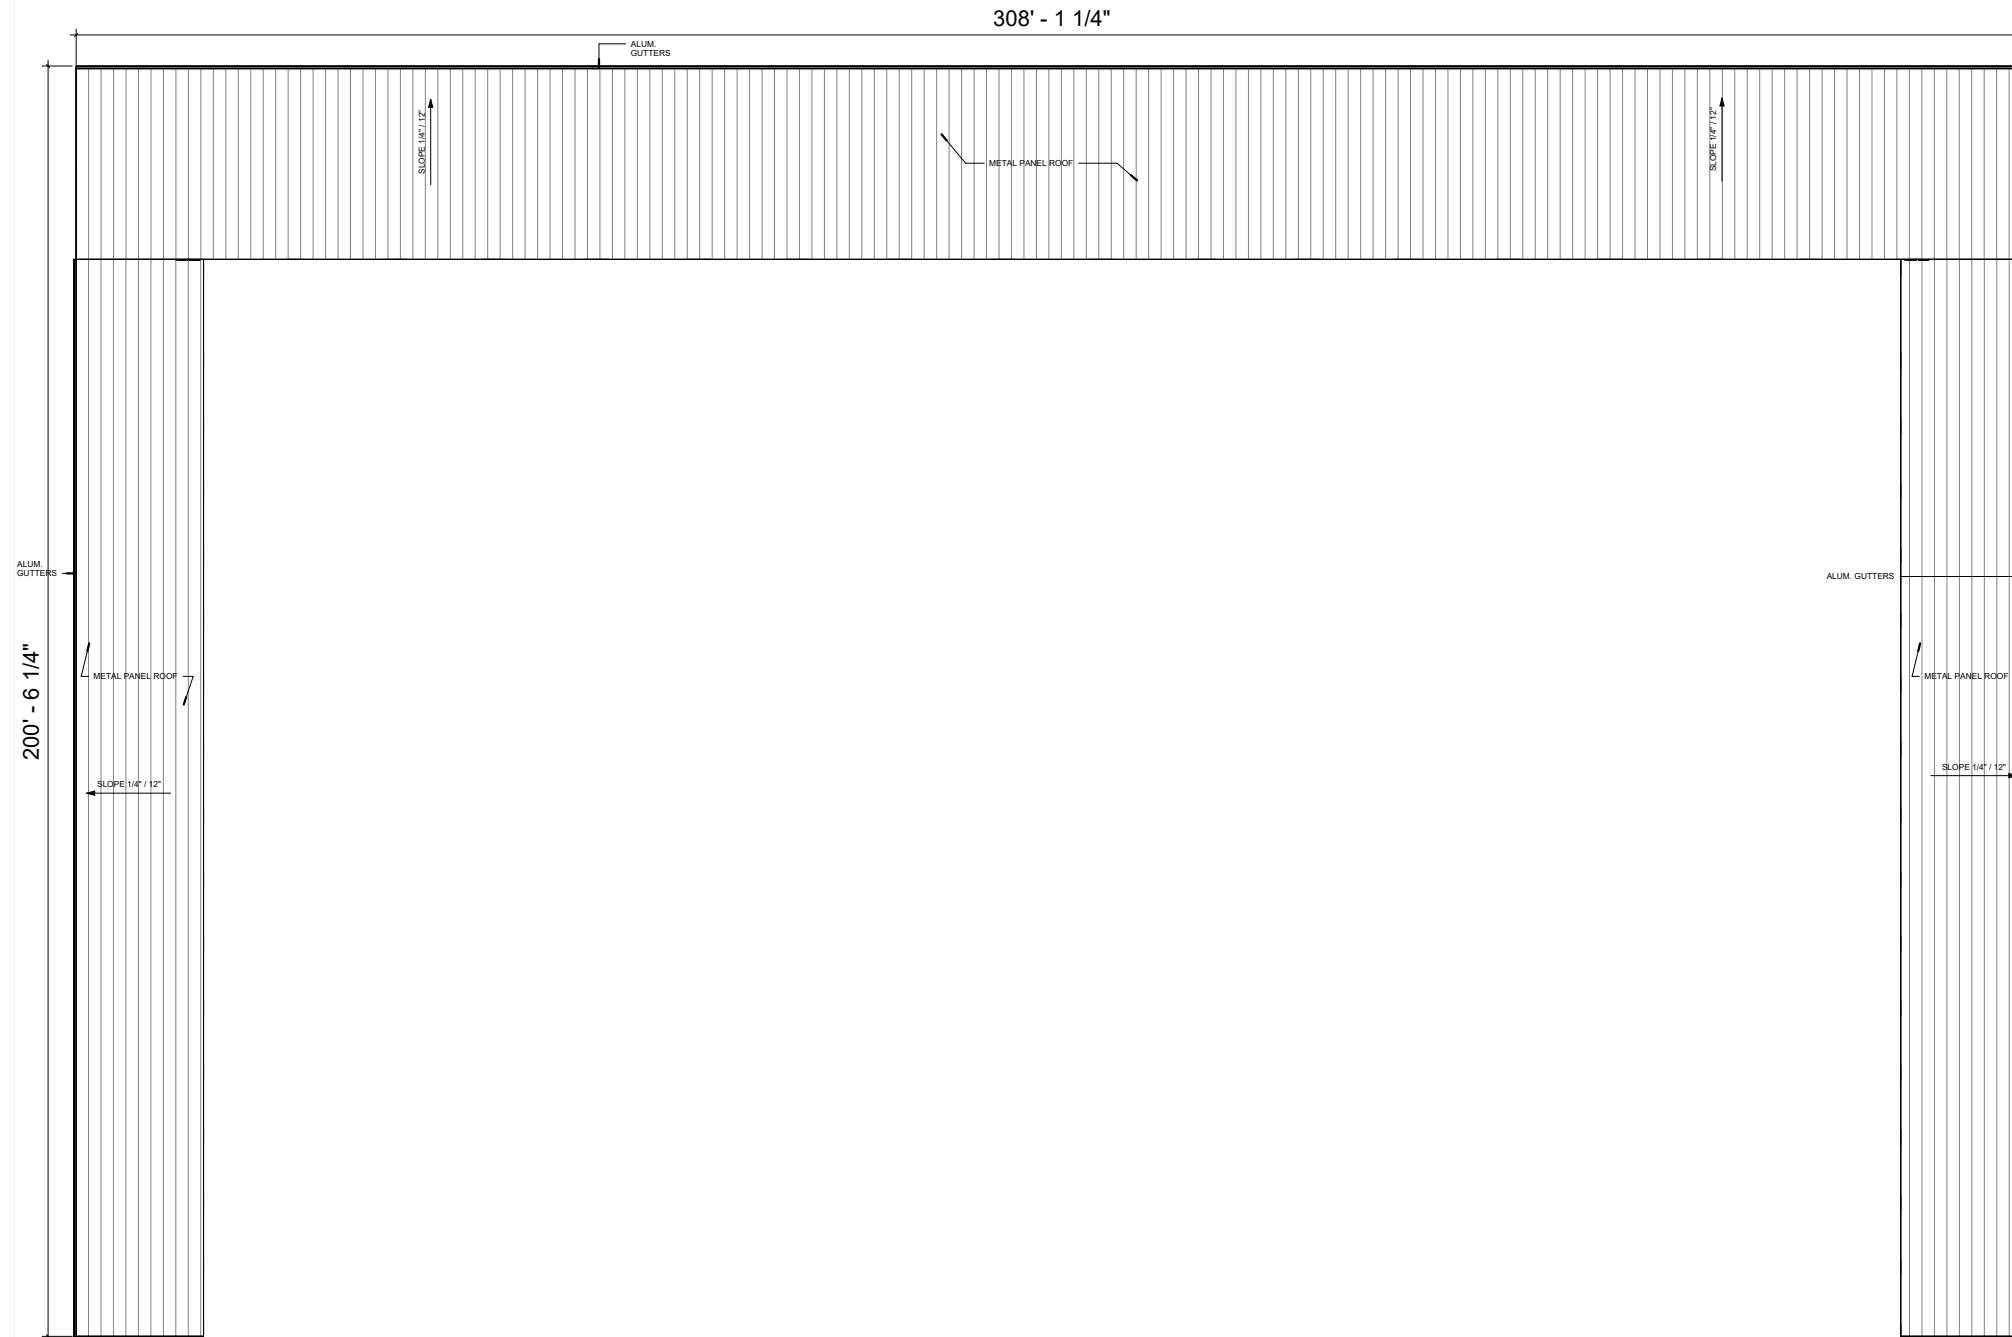 308' - 1 1/4"
ALUM.
GUTTERS
SLOPE 1/4" / 12"
SLOPE 1/4" / 12"
METAL PANEL ROOF
ALUM.
GUTTERS
ALUM. GUTTERS
200' - 6 1/4"
METAL PANEL ROOF
METAL PANEL ROOF
SLOPE 1/4" / 12"
SLOPE 1/4" / 12"